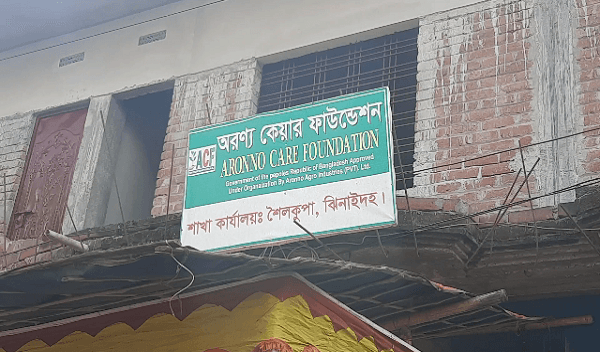 অরণ্য কেয়ার ফাউন্ডেশন
ACF
ARONNO CARE FOUNDATION
Government of the peoples Republic of Bangladesh Approved
Under Organaization By Aronno Agro Industries (PVT). Ltd.
শাখা কার্যালয়ঃ শৈলকুপা, ঝিনাইদহ।